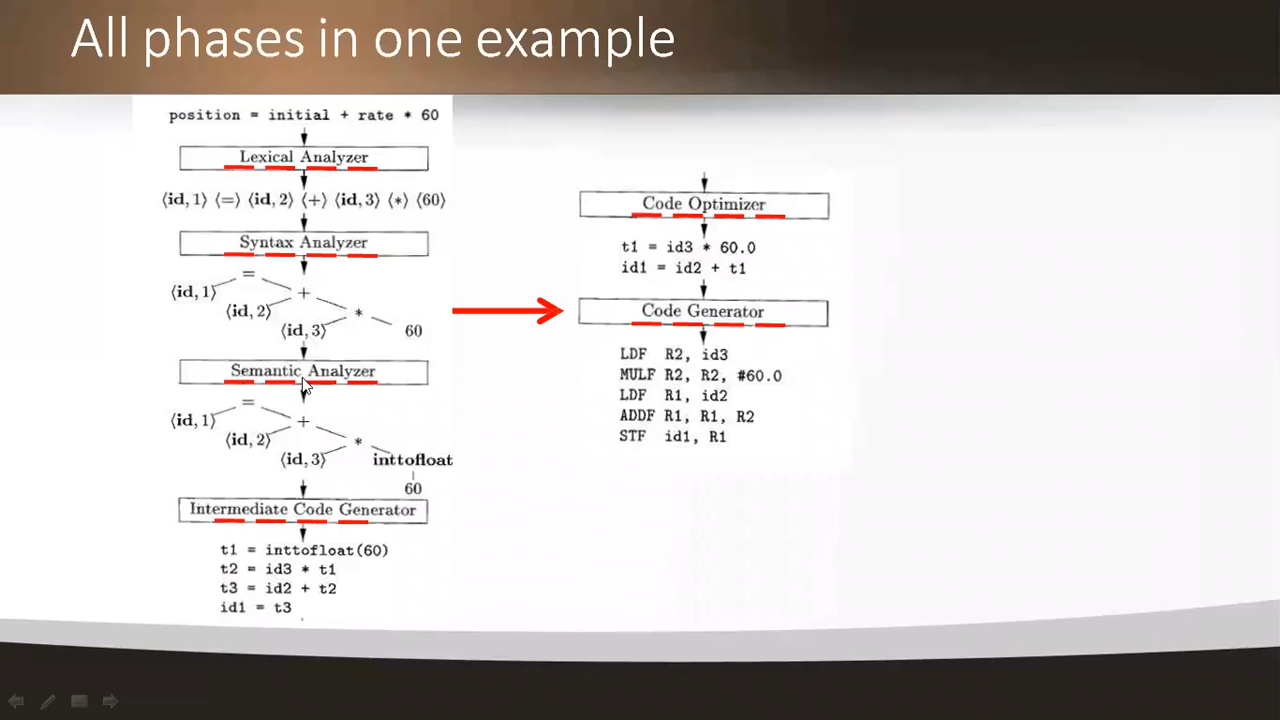 All phases in one example
position = initial + rate * 60
Lexical Analyzer
⟨id, 1⟩ ⟨=⟩ ⟨id, 2⟩ ⟨+⟩ ⟨id, 3⟩ ⟨*⟩ ⟨60⟩
Syntax Analyzer
=
⟨id, 1⟩ +
⟨id, 2⟩ *
⟨id, 3⟩ 60
Semantic Analyzer
=
⟨id, 1⟩ +
⟨id, 2⟩ *
⟨id, 3⟩ inttofloat
60
Intermediate Code Generator
t1 = inttofloat(60)
t2 = id3 * t1
t3 = id2 + t2
id1 = t3
Code Optimizer
t1 = id3 * 60.0
id1 = id2 + t1
Code Generator
LDF R2, id3
MULF R2, R2, #60.0
LDF R1, id2
ADDF R1, R1, R2
STF id1, R1